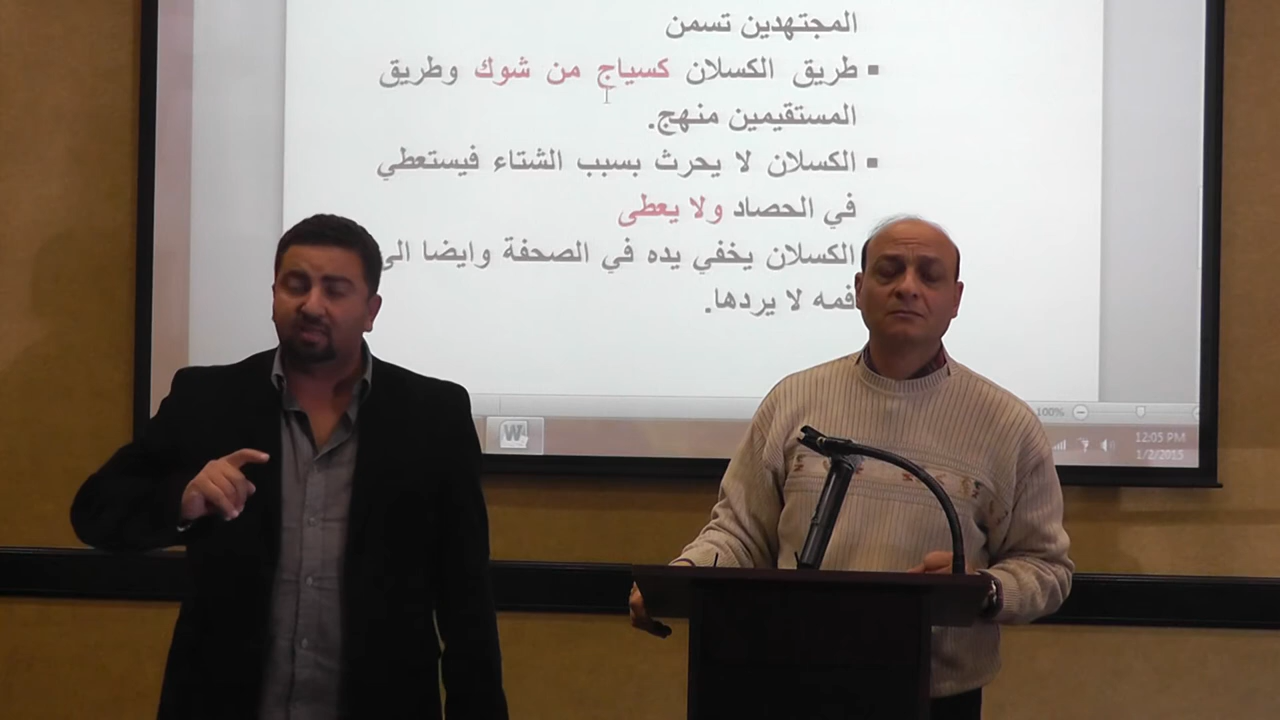 المجتهدين تسمن
▪ طريق الكسلان كسياج من شوك وطريق
المستقيمين منهج.
▪ الكسلان لا يحرث بسبب الشتاء فيستعطي
في الحصاد ولا يعطى
الكسلان يخفي يده في الصحفة وايضا الى
فمه لا يردها.
100%
W
12:05 PM
1/2/2015